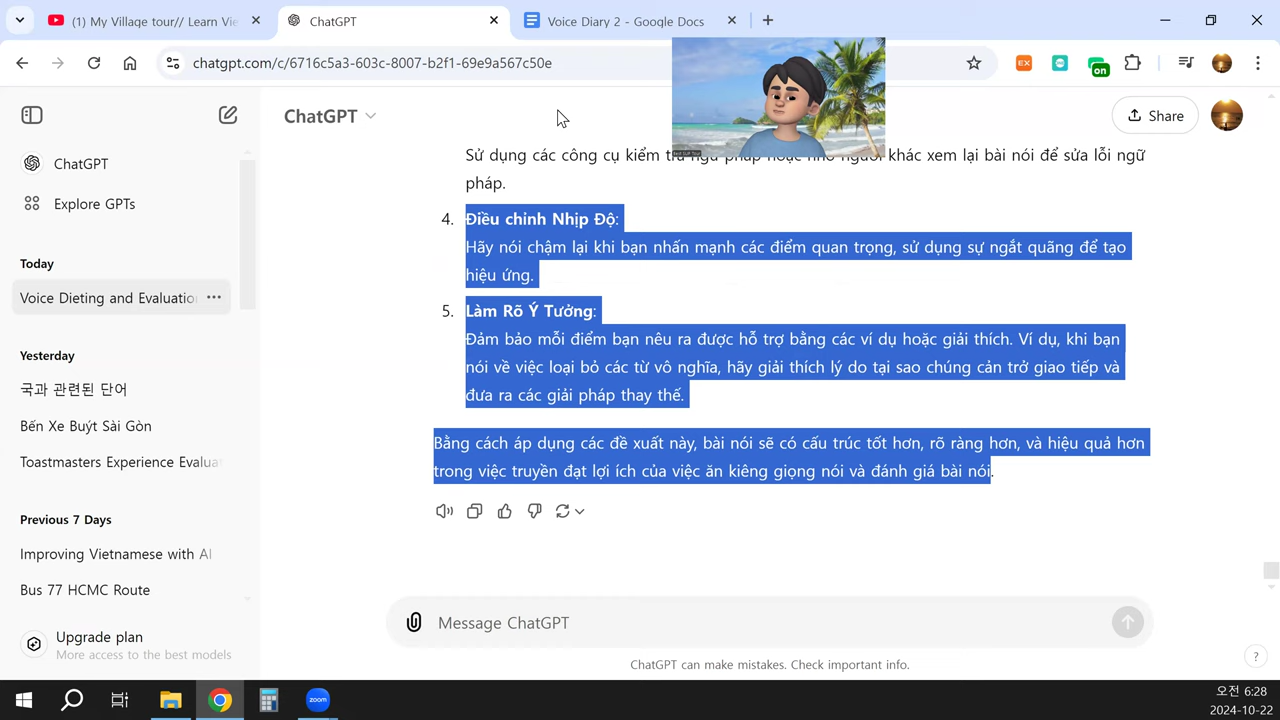 (1) My Village tour// Learn Vie
ChatGPT
Voice Diary 2 - Google Docs
chatgpt.com/c/6716c5a3-603c-8007-b2f1-69e9a567c50e
EX
on
ChatGPT
Share
ChatGPT
Explore GPTs
Today
Voice Dieting and Evaluation
Yesterday
국과 관련된 단어
Bến Xe Buýt Sài Gòn
Toastmasters Experience Evaluat
Previous 7 Days
Improving Vietnamese with AI
Bus 77 HCMC Route
Upgrade plan
More access to the best models
Sử dụng các công cụ kiểm tra ngữ pháp hoặc nhờ người khác xem lại bài nói để sửa lỗi ngữ
pháp.
4. Điều chỉnh Nhịp Độ:
Hãy nói chậm lại khi bạn nhấn mạnh các điểm quan trọng, sử dụng sự ngắt quãng để tạo
hiệu ứng.
5. Làm Rõ Ý Tưởng:
Đảm bảo mỗi điểm bạn nêu ra được hỗ trợ bằng các ví dụ hoặc giải thích. Ví dụ, khi bạn
nói về việc loại bỏ các từ vô nghĩa, hãy giải thích lý do tại sao chúng cản trở giao tiếp và
đưa ra các giải pháp thay thế.
Bằng cách áp dụng các đề xuất này, bài nói sẽ có cấu trúc tốt hơn, rõ ràng hơn, và hiệu quả hơn
trong việc truyền đạt lợi ích của việc ăn kiêng giọng nói và đánh giá bài nói.
Message ChatGPT
ChatGPT can make mistakes. Check important info.
?
zoom
오전 6:28
2024-10-22